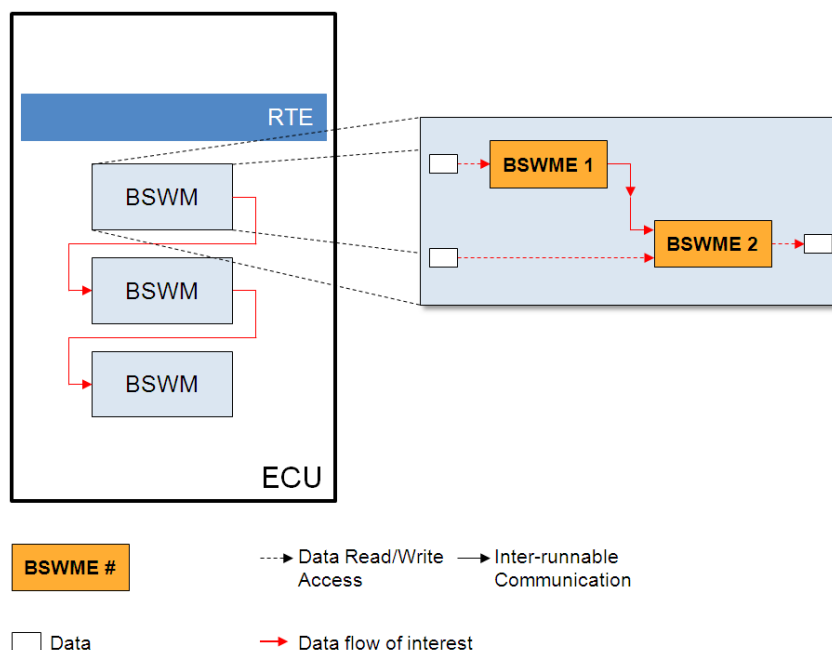 RTE
BSWM
BSWM
BSWM
ECU
BSWME 1
BSWME 2
BSWME #
Data Read/Write
Access
Inter-runnable
Communication
Data
Data flow of interest